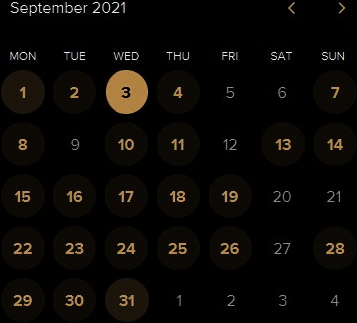 September 2021 < >
MON TUE WED THU FRI SAT SUN
1 2 3 4 5 6 7
8 9 10 11 12 13 14
15 16 17 18 19 20 21
22 23 24 25 26 27 28
29 30 31 1 2 3 4